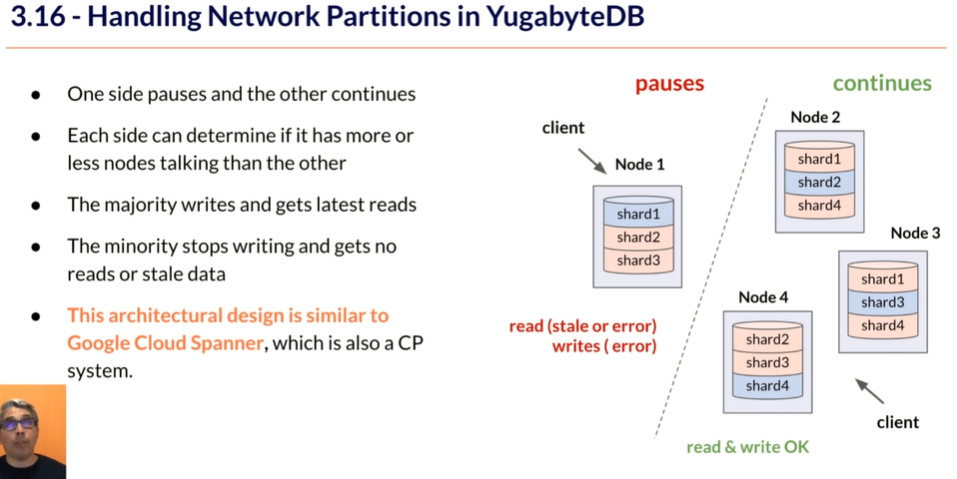 3.16 - Handling Network Partitions in YugabyteDB
● One side pauses and the other continues
● Each side can determine if it has more or
less nodes talking than the other
● The majority writes and gets latest reads
● The minority stops writing and gets no
reads or stale data
● This architectural design is similar to
Google Cloud Spanner, which is also a CP
system.
pauses
continues
client
Node 1
shard1
shard2
shard3
read (stale or error)
writes ( error)
Node 2
shard1
shard2
shard4
Node 3
shard1
shard3
shard4
Node 4
shard2
shard3
shard4
client
read & write OK